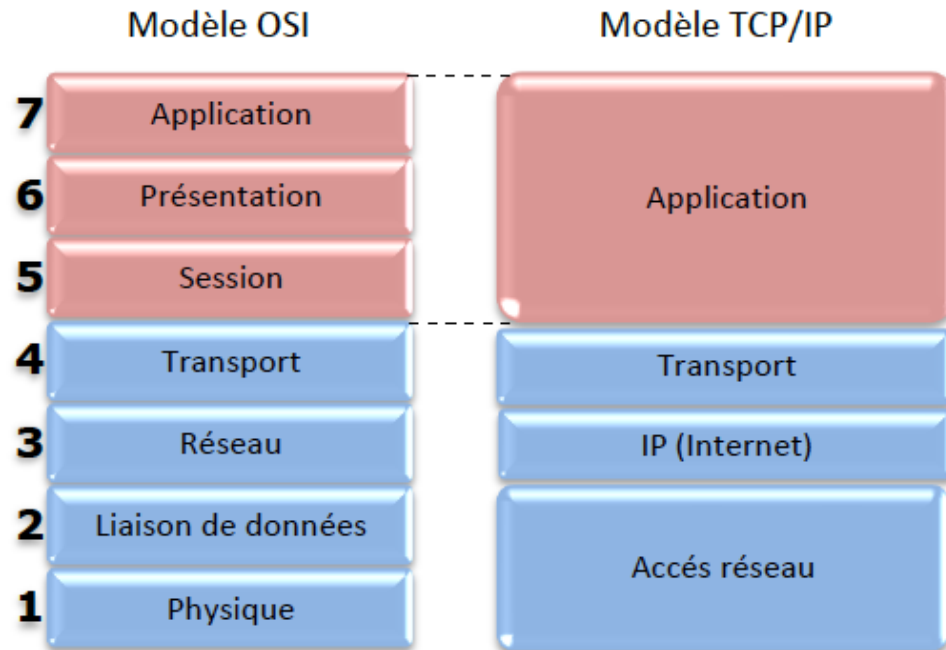 Modèle OSI
Modèle TCP/IP
7 Application
6 Présentation
5 Session
4 Transport
3 Réseau
2 Liaison de données
1 Physique
Application
Transport
IP (Internet)
Accés réseau